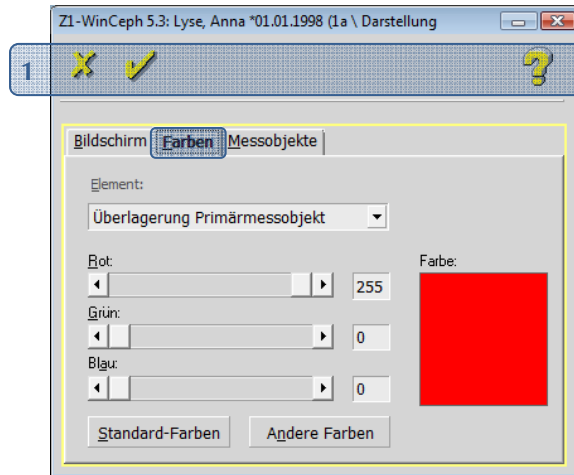 Z1-WinCeph 5.3: Lyse, Anna *01.01.1998 (1a \ Darstellung
1
Bildschirm Farben Messobjekte
Element:
Überlagerung Primärmessobjekt
Rot:
Farbe:
255
Grün:
0
Blau:
0
Standard-Farben Andere Farben